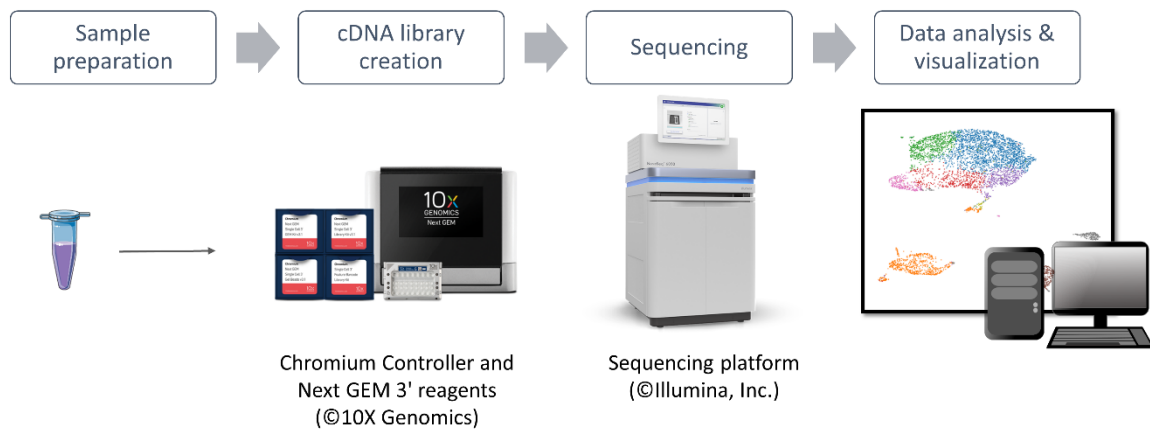 Sample
preparation
cDNA library
creation
Sequencing
Data analysis &
visualization
10x
GENOMICS
Next GEM
Chromium Controller and
Next GEM 3' reagents
(©10X Genomics)
Sequencing platform
(©Illumina, Inc.)